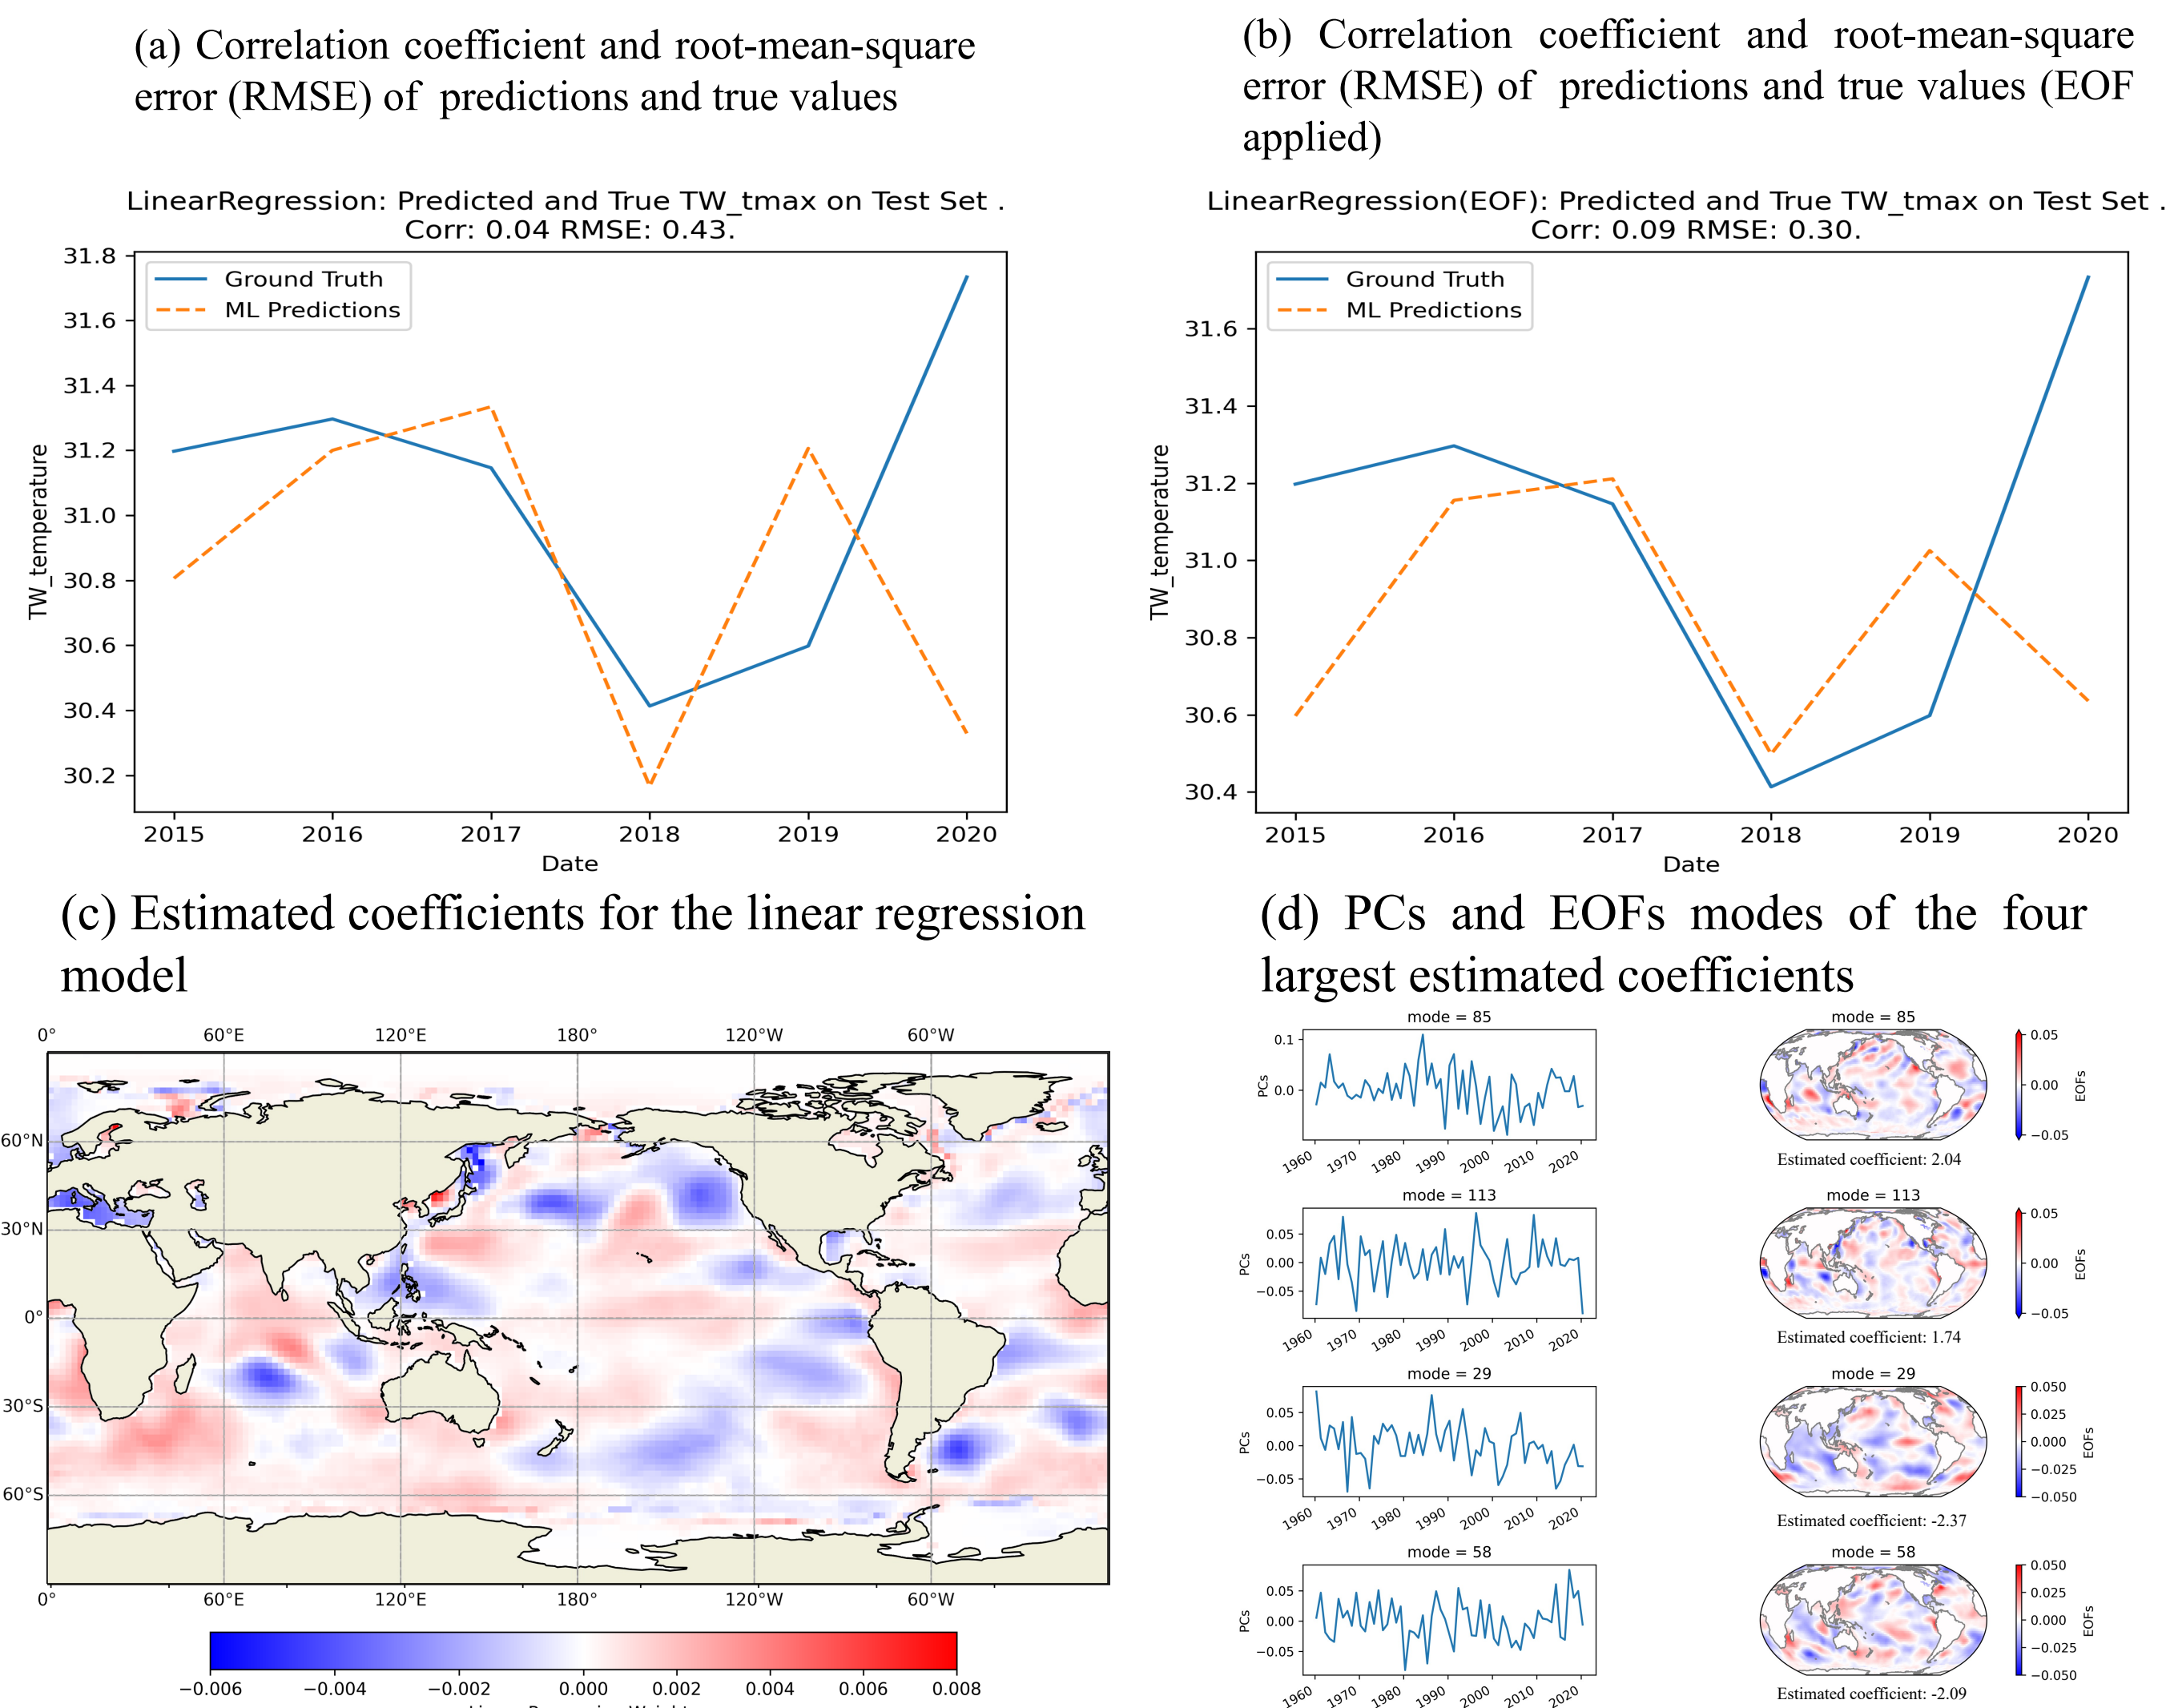 (a) Correlation coefficient and root-mean-square
error (RMSE) of predictions and true values
(b) Correlation coefficient and root-mean-square
error (RMSE) of predictions and true values (EOF
applied)
LinearRegression: Predicted and True TW_tmax on Test Set .
Corr: 0.04 RMSE: 0.43.
Ground Truth
ML Predictions
31.8
31.6
31.4
31.2
31.0
30.8
30.6
30.4
30.2
TW_temperature
2015 2016 2017 2018 2019 2020
Date
LinearRegression(EOF): Predicted and True TW_tmax on Test Set .
Corr: 0.09 RMSE: 0.30.
Ground Truth
ML Predictions
31.6
31.4
31.2
31.0
30.8
30.6
30.4
TW_temperature
2015 2016 2017 2018 2019 2020
Date
(c) Estimated coefficients for the linear regression
model
0° 60°E 120°E 180° 120°W 60°W
60°N
30°N
0°
30°S
60°S
0° 60°E 120°E 180° 120°W 60°W
−0.006 −0.004 −0.002 0.000 0.002 0.004 0.006 0.008
(d) PCs and EOFs modes of the four
largest estimated coefficients
mode = 85
0.1
0.0
PCs
1960 1970 1980 1990 2000 2010 2020
mode = 85
0.05
0.00
−0.05
EOFs
Estimated coefficient: 2.04
mode = 113
0.05
0.00
−0.05
PCs
1960 1970 1980 1990 2000 2010 2020
mode = 113
0.05
0.00
−0.05
EOFs
Estimated coefficient: 1.74
mode = 29
0.05
0.00
−0.05
PCs
1960 1970 1980 1990 2000 2010 2020
mode = 29
0.050
0.025
0.000
−0.025
−0.050
EOFs
Estimated coefficient: -2.37
mode = 58
0.05
0.00
−0.05
PCs
1960 1970 1980 1990 2000 2010 2020
mode = 58
0.050
0.025
0.000
−0.025
−0.050
EOFs
Estimated coefficient: -2.09